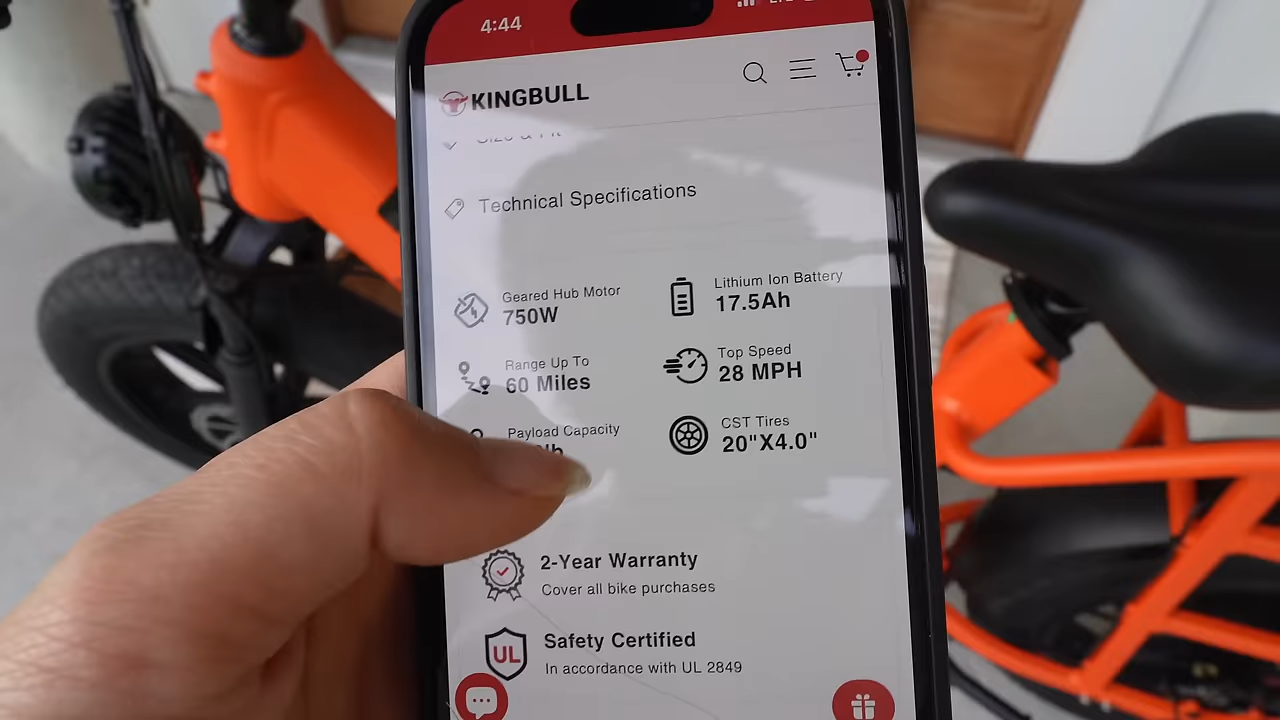 4:44
KINGBULL
Technical Specifications
Geared Hub Motor
750W
Lithium Ion Battery
17.5Ah
Range Up To
60 Miles
Top Speed
28 MPH
Payload Capacity
CST Tires
20"X4.0"
2-Year Warranty
Cover all bike purchases
UL
Safety Certified
In accordance with UL 2849